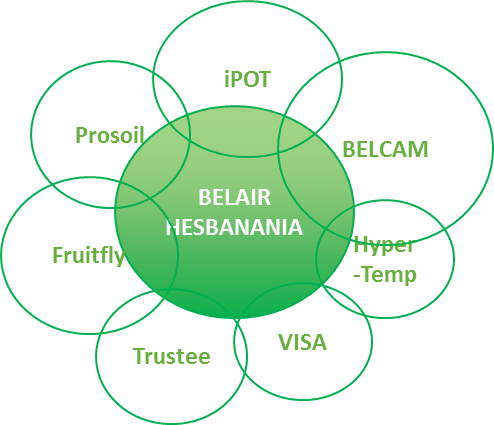 iPOT
Prosoil
BELCAM
BELAIR
HESBANANIA
Fruitfly
Hyper
-Temp
VISA
Trustee